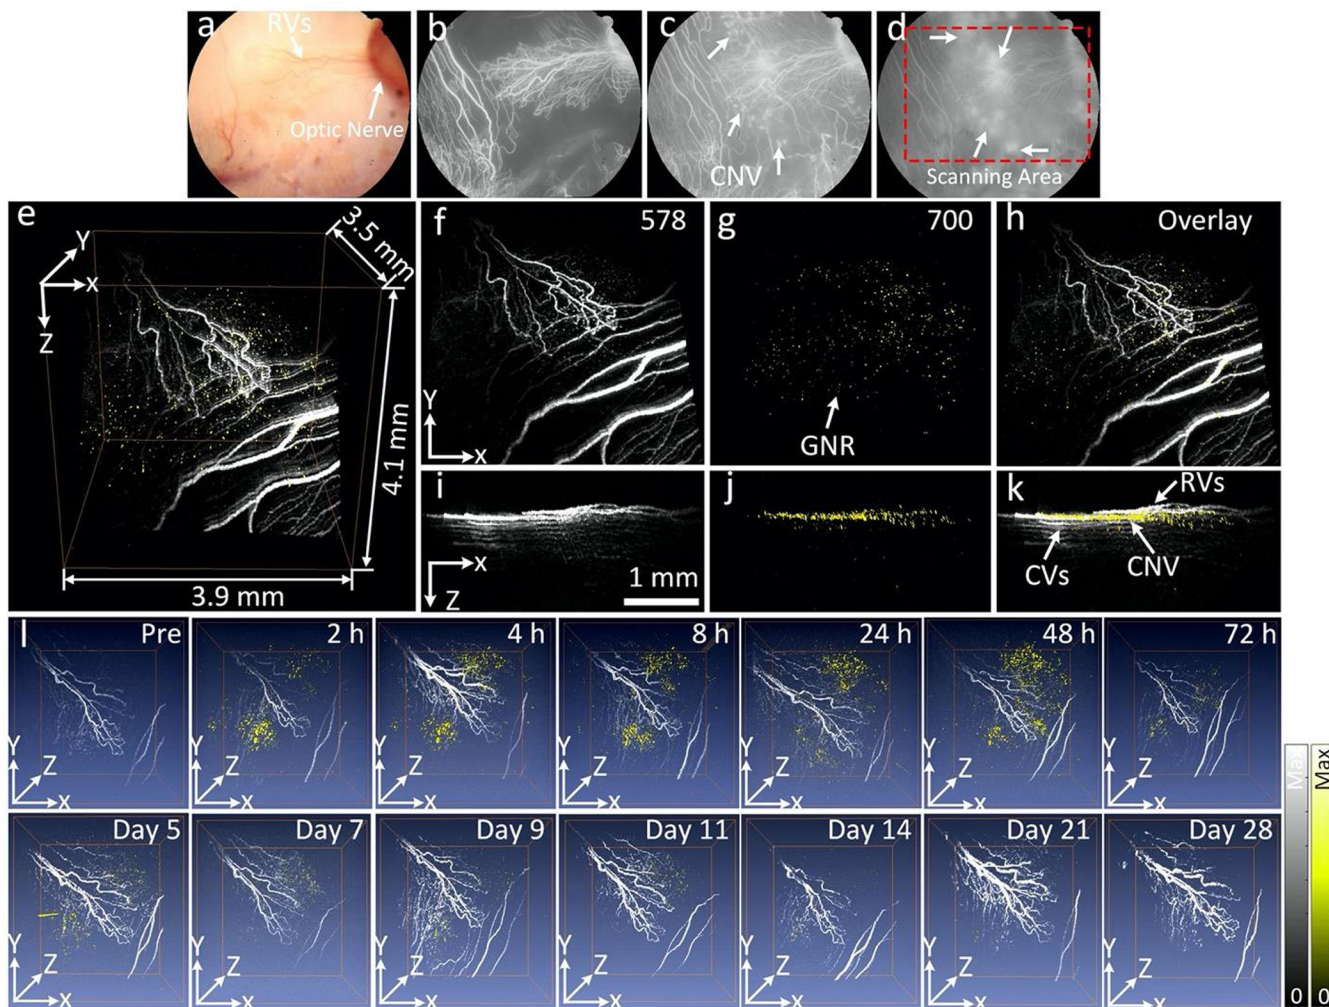 a
RVs
Optic Nerve
b
c
CNV
d
Scanning Area
e
Y
X
Z
3.5 mm
4.1 mm
3.9 mm
f
578
Y
X
g
700
GNR
h
Overlay
i
X
Z
1 mm
j
k
RVs
CVs
CNV
l
Pre
Y
Z
X
2 h
Y
Z
X
4 h
Y
Z
X
8 h
Y
Z
X
24 h
Y
Z
X
48 h
Y
Z
X
72 h
Y
Z
X
Day 5
Y
Z
X
Day 7
Y
Z
X
Day 9
Y
Z
X
Day 11
Y
Z
X
Day 14
Y
Z
X
Day 21
Y
Z
X
Day 28
Y
Z
X
Max
0
Max
0